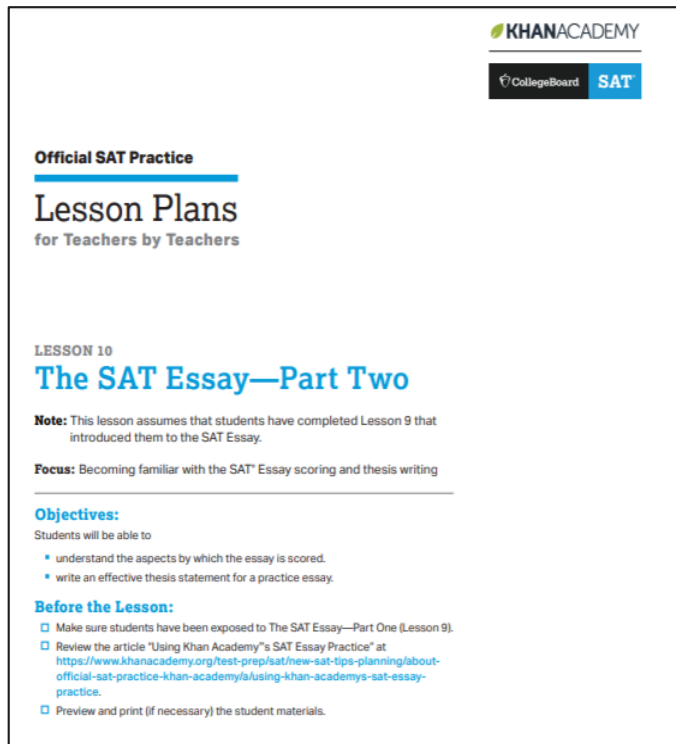 KHANACADEMY
CollegeBoard SAT
Official SAT Practice
Lesson Plans
for Teachers by Teachers
LESSON 10
The SAT Essay—Part Two
Note: This lesson assumes that students have completed Lesson 9 that
introduced them to the SAT Essay.
Focus: Becoming familiar with the SAT® Essay scoring and thesis writing
Objectives:
Students will be able to
▪ understand the aspects by which the essay is scored.
▪ write an effective thesis statement for a practice essay.
Before the Lesson:
□ Make sure students have been exposed to The SAT Essay—Part One (Lesson 9).
□ Review the article "Using Khan Academy"s SAT Essay Practice" at
https://www.khanacademy.org/test-prep/sat/new-sat-tips-planning/about-
official-sat-practice-khan-academy/a/using-khan-academys-sat-essay-
practice.
□ Preview and print (if necessary) the student materials.